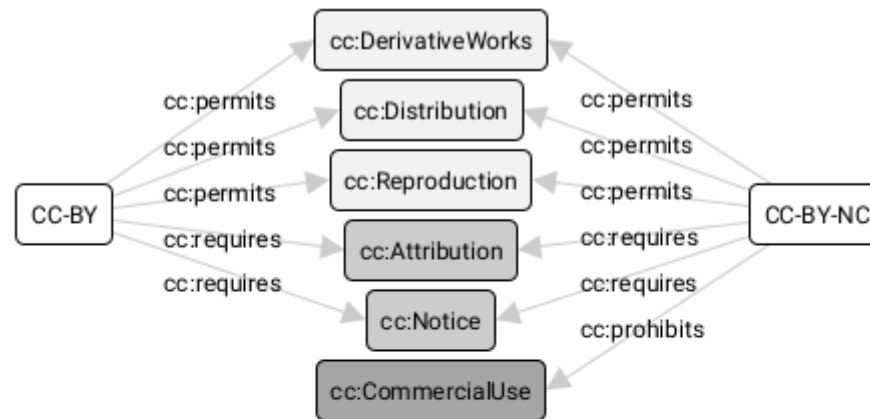 cc:DerivativeWorks
cc:permits
cc:permits
cc:Distribution
cc:permits
cc:permits
cc:Reproduction
cc:permits
cc:permits
CC-BY
CC-BY-NC
cc:requires
cc:Attribution
cc:requires
cc:requires
cc:requires
cc:Notice
cc:prohibits
cc:CommercialUse